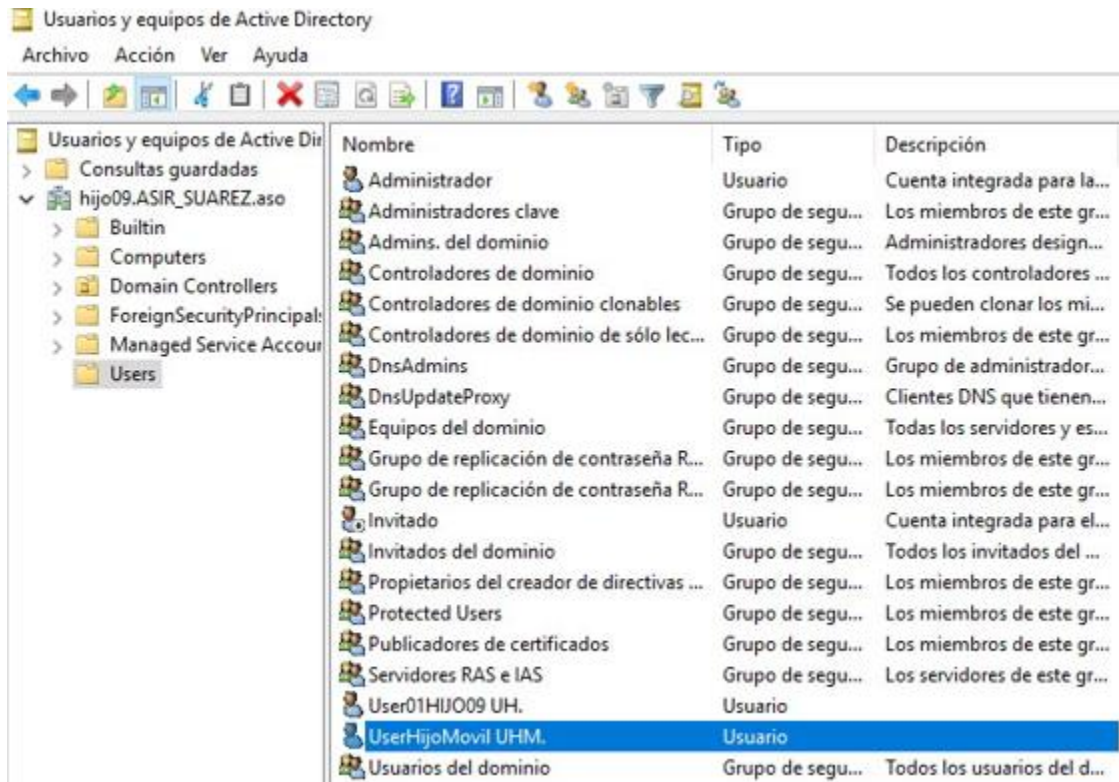 Usuarios y equipos de Active Directory
Archivo Acción Ver Ayuda
Usuarios y equipos de Active Dir
Consultas guardadas
hijo09.ASIR_SUAREZ.aso
Builtin
Computers
Domain Controllers
ForeignSecurityPrincipals
Managed Service Accour
Users
Nombre Tipo Descripción
Administrador Usuario Cuenta integrada para la...
Administradores clave Grupo de segu... Los miembros de este gr...
Admins. del dominio Grupo de segu... Administradores design...
Controladores de dominio Grupo de segu... Todos los controladores ...
Controladores de dominio clonables Grupo de segu... Se pueden clonar los mi...
Controladores de dominio de sólo lec... Grupo de segu... Los miembros de este gr...
DnsAdmins Grupo de segu... Grupo de administrador...
DnsUpdateProxy Grupo de segu... Clientes DNS que tienen...
Equipos del dominio Grupo de segu... Todas los servidores y es...
Grupo de replicación de contraseña R... Grupo de segu... Los miembros de este gr...
Grupo de replicación de contraseña R... Grupo de segu... Los miembros de este gr...
Invitado Usuario Cuenta integrada para el...
Invitados del dominio Grupo de segu... Todos los invitados del ...
Propietarios del creador de directivas ... Grupo de segu... Los miembros de este gr...
Protected Users Grupo de segu... Los miembros de este gr...
Publicadores de certificados Grupo de segu... Los miembros de este gr...
Servidores RAS e IAS Grupo de segu... Los servidores de este gr...
User01HIJO09 UH. Usuario
UserHijoMovil UHM. Usuario
Usuarios del dominio Grupo de segu... Todos los usuarios del d...